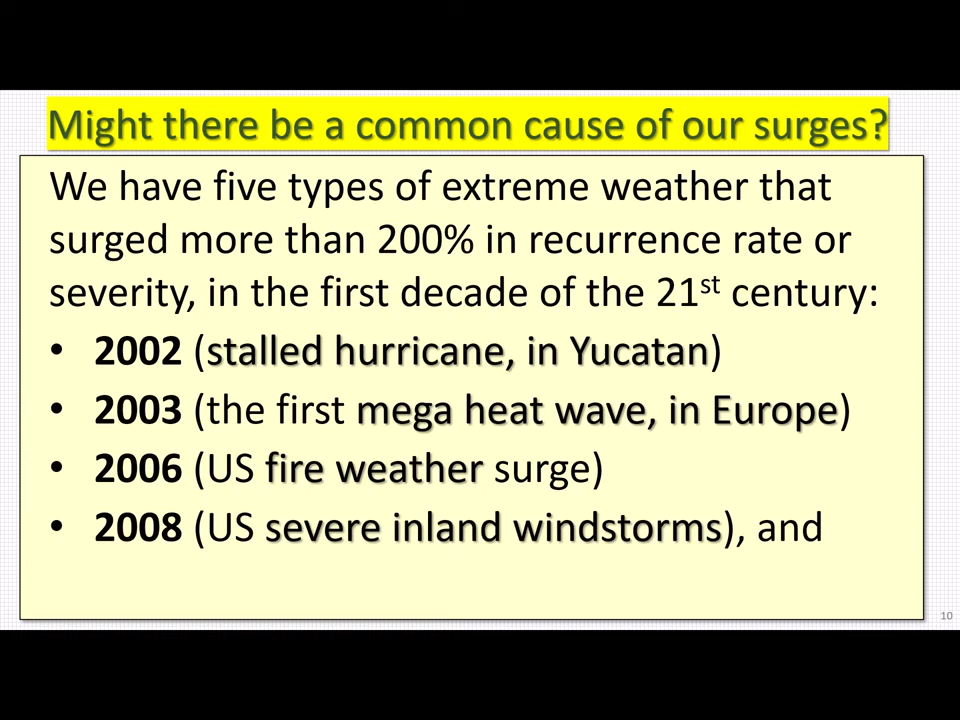 Might there be a common cause of our surges?
We have five types of extreme weather that
surged more than 200% in recurrence rate or
severity, in the first decade of the 21st century:
• 2002 (stalled hurricane, in Yucatan)
• 2003 (the first mega heat wave, in Europe)
• 2006 (US fire weather surge)
• 2008 (US severe inland windstorms), and
10